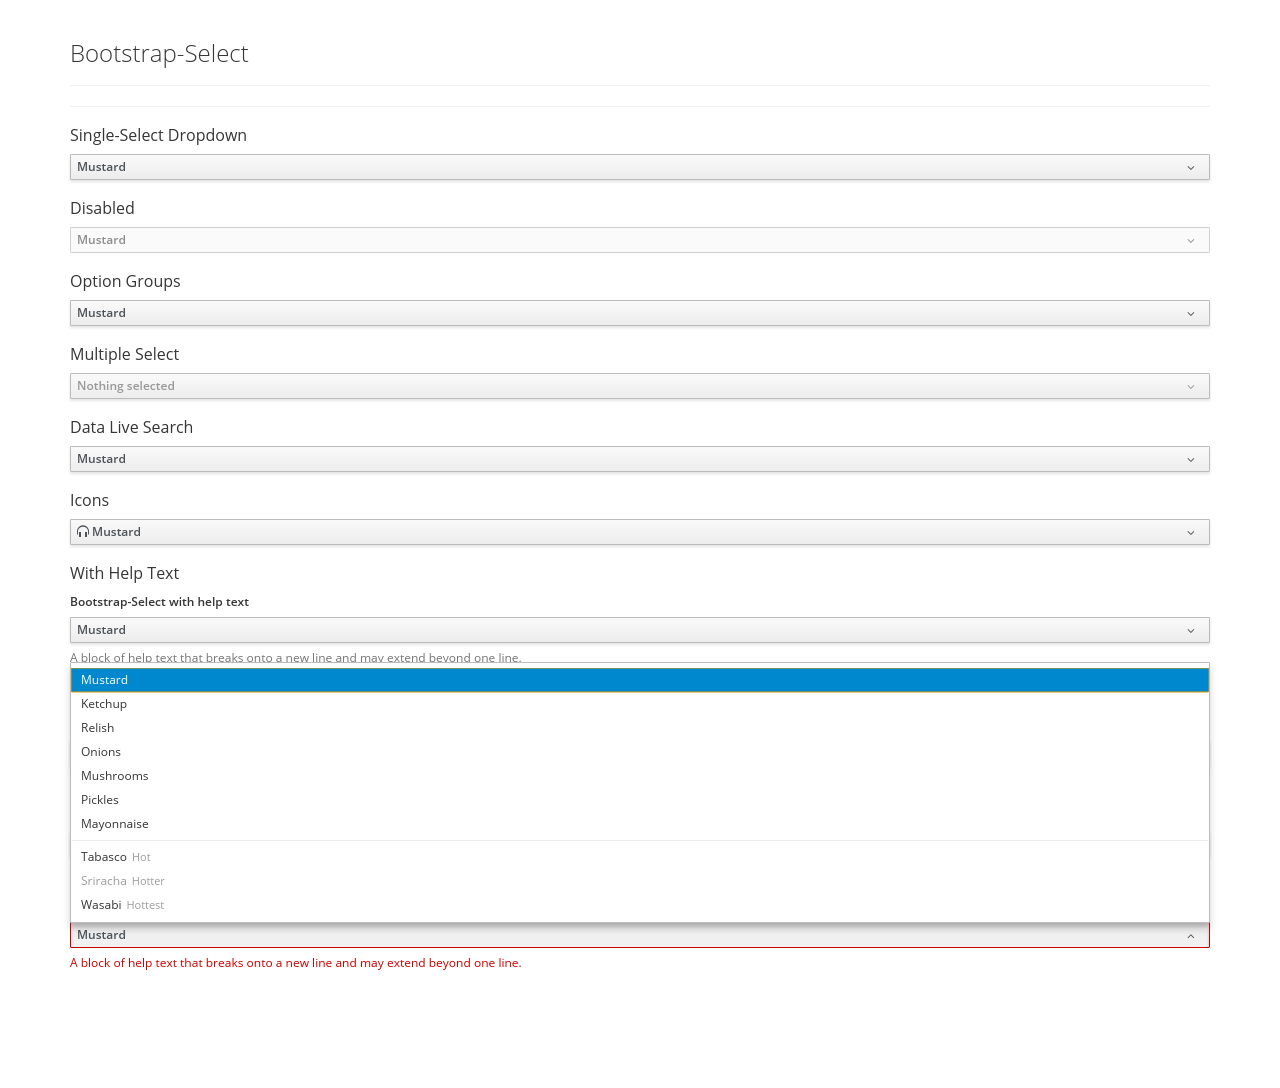 Bootstrap-Select
Single-Select Dropdown
Mustard
Disabled
Mustard
Option Groups
Mustard
Multiple Select
Nothing selected
Data Live Search
Mustard
Icons
Mustard
With Help Text
Bootstrap-Select with help text
Mustard
A block of help text that breaks onto a new line and may extend beyond one line.
Mustard
Ketchup
Relish
Onions
Mushrooms
Pickles
Mayonnaise
Tabasco Hot
Sriracha Hotter
Wasabi Hottest
Mustard
A block of help text that breaks onto a new line and may extend beyond one line.